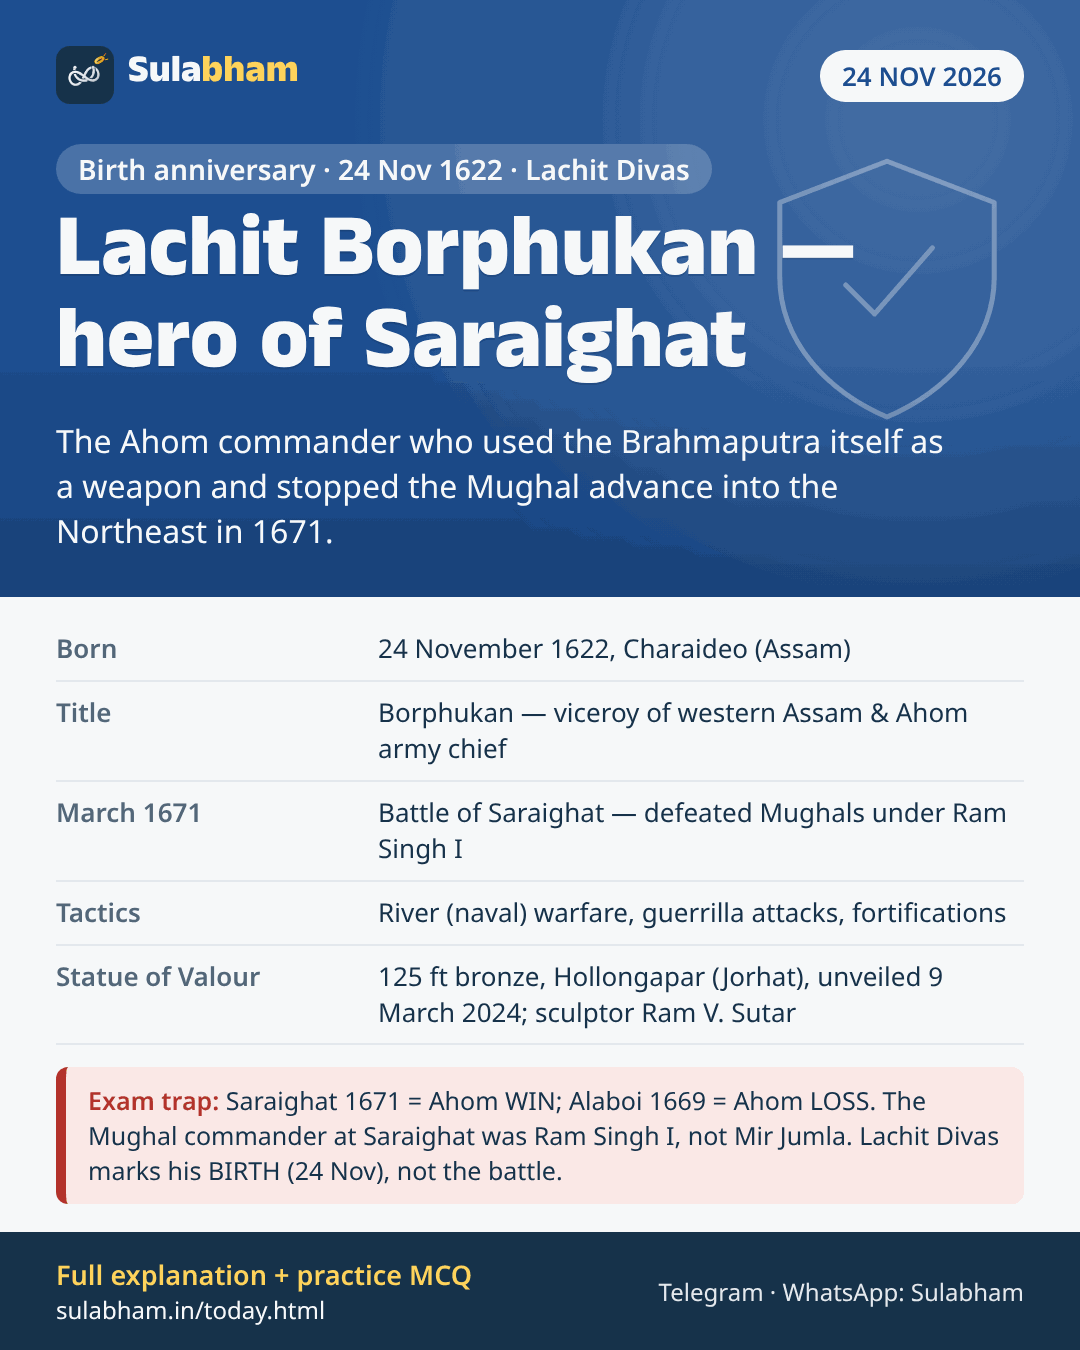 Sulabham
24 NOV 2026
Birth anniversary · 24 Nov 1622 · Lachit Divas
Lachit Borphukan —
hero of Saraighat
The Ahom commander who used the Brahmaputra itself as
a weapon and stopped the Mughal advance into the
Northeast in 1671.
Born
24 November 1622, Charaideo (Assam)
Title
Borphukan — viceroy of western Assam & Ahom
army chief
March 1671
Battle of Saraighat — defeated Mughals under Ram
Singh I
Tactics
River (naval) warfare, guerrilla attacks, fortifications
Statue of Valour
125 ft bronze, Hollongapar (Jorhat), unveiled 9
March 2024; sculptor Ram V. Sutar
Exam trap: Saraighat 1671 = Ahom WIN; Alaboi 1669 = Ahom LOSS. The
Mughal commander at Saraighat was Ram Singh I, not Mir Jumla. Lachit Divas
marks his BIRTH (24 Nov), not the battle.
Full explanation + practice MCQ
sulabham.in/today.html
Telegram · WhatsApp: Sulabham